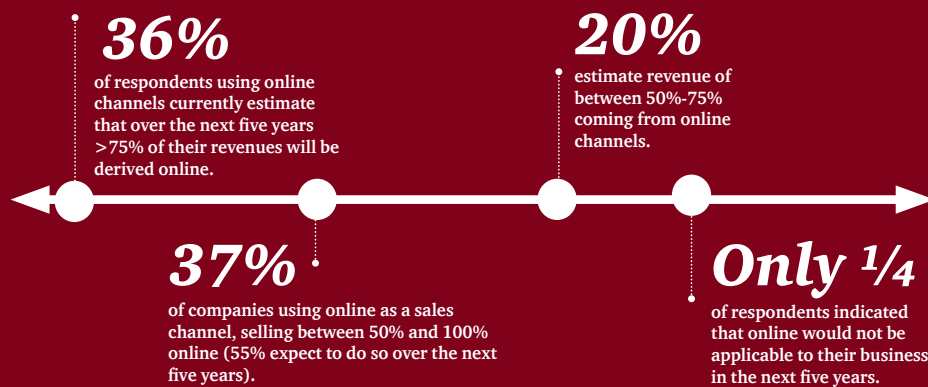 36%
of respondents using online
channels currently estimate
that over the next five years
>75% of their revenues will be
derived online.
20%
estimate revenue of
between 50%-75%
coming from online
channels.
37%
of companies using online as a sales
channel, selling between 50% and 100%
online (55% expect to do so over the next
five years).
Only ¼
of respondents indicated
that online would not be
applicable to their business
in the next five years.